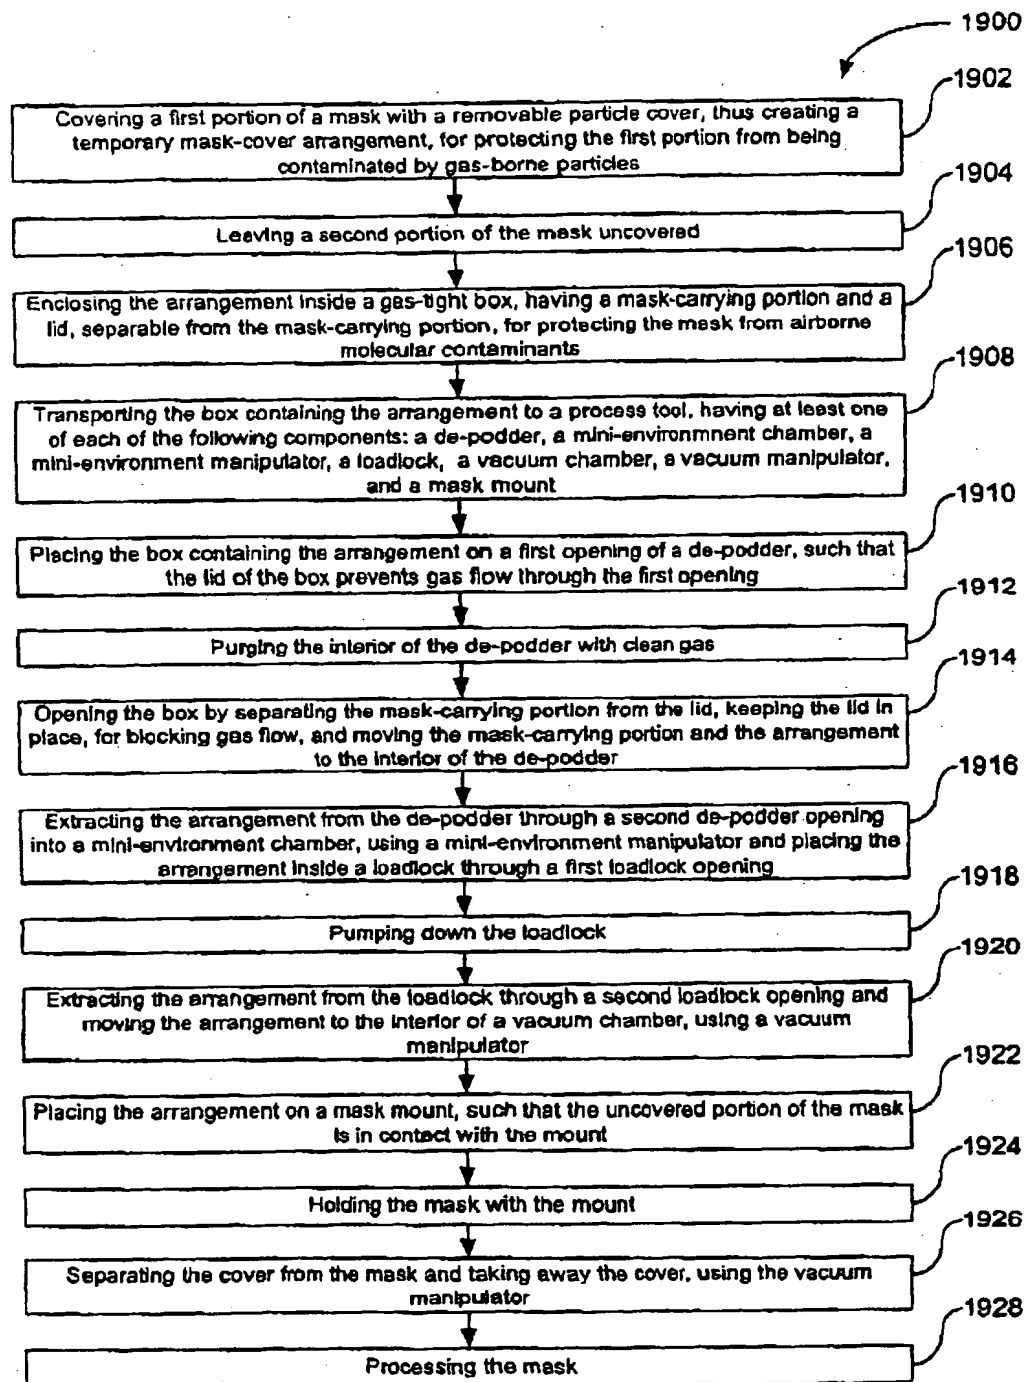 1900
1902
Covering a first portion of a mask with a removable particle cover, thus creating a
temporary mask-cover arrangement, for protecting the first portion from being
contaminated by gas-borne particles
1904
Leaving a second portion of the mask uncovered
1906
Enclosing the arrangement inside a gas-tight box, having a mask-carrying portion and a
lid, separable from the mask-carrying portion, for protecting the mask from airborne
molecular contaminants
1908
Transporting the box containing the arrangement to a process tool, having at least one
of each of the following components: a de-podder, a mini-environmnent chamber, a
mini-environment manipulator, a loadlock, a vacuum chamber, a vacuum manipulator,
and a mask mount
1910
Placing the box containing the arrangement on a first opening of a de-podder, such that
the lid of the box prevents gas flow through the first opening
1912
Purging the interior of the de-podder with clean gas
1914
Opening the box by separating the mask-carrying portion from the lid, keeping the lid in
place, for blocking gas flow, and moving the mask-carrying portion and the arrangement
to the interior of the de-podder
1916
Extracting the arrangement from the de-podder through a second de-podder opening
into a mini-environment chamber, using a mini-environment manipulator and placing the
arrangement inside a loadlock through a first loadlock opening
1918
Pumping down the loadlock
1920
Extracting the arrangement from the loadlock through a second loadlock opening and
moving the arrangement to the interior of a vacuum chamber, using a vacuum
manipulator
1922
Placing the arrangement on a mask mount, such that the uncovered portion of the mask
is in contact with the mount
1924
Holding the mask with the mount
1926
Separating the cover from the mask and taking away the cover, using the vacuum
manipulator
1928
Processing the mask